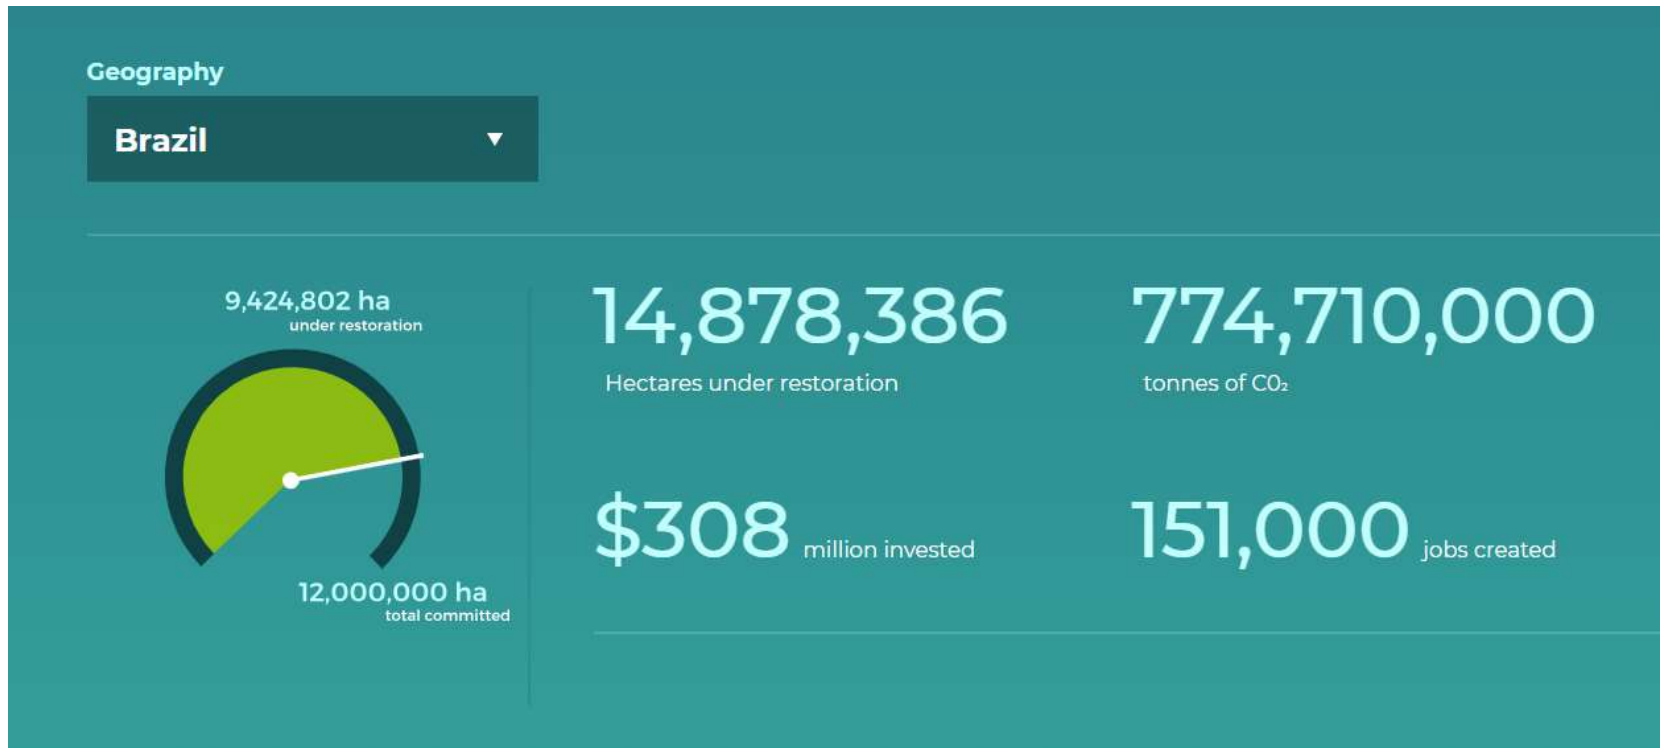 Geography
Brazil
9,424,802 ha
under restoration
12,000,000 ha
total committed
14,878,386
Hectares under restoration
774,710,000
tonnes of C0₂
$308 million invested
151,000 jobs created